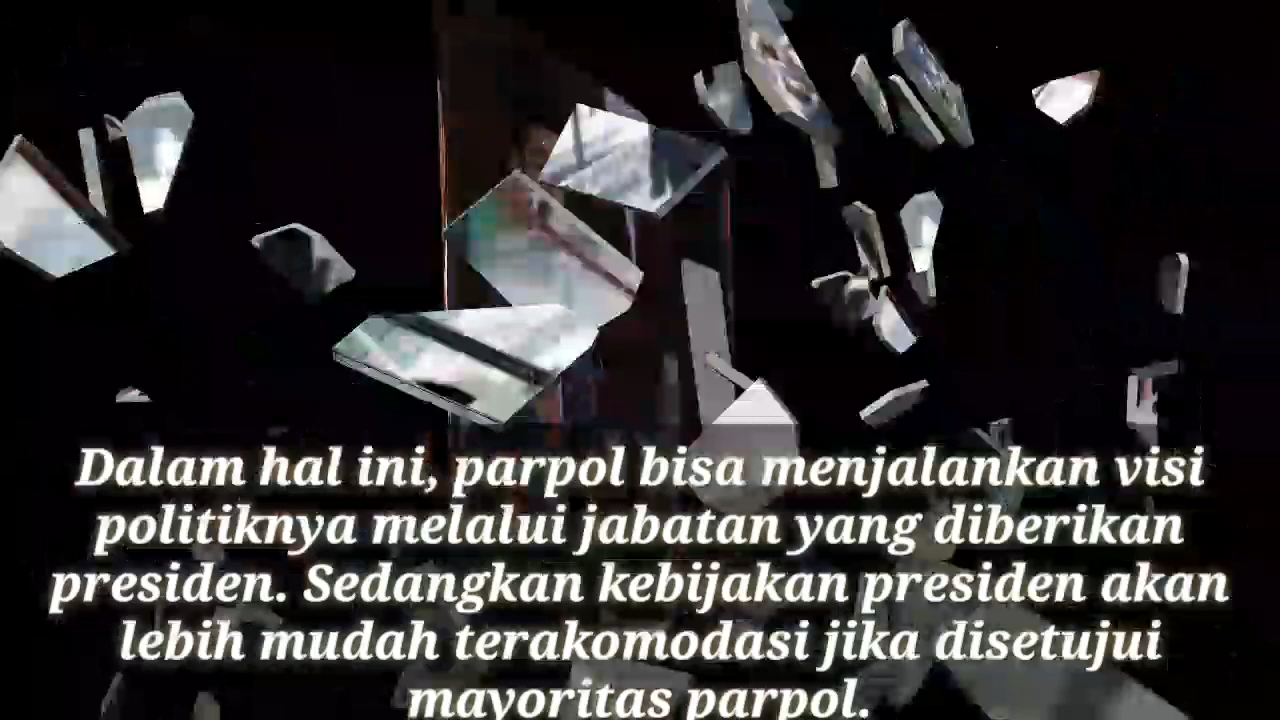 Dalam hal ini, parpol bisa menjalankan visi
politiknya melalui jabatan yang diberikan
presiden. Sedangkan kebijakan presiden akan
lebih mudah terakomodasi jika disetujui
mayoritas parpol.